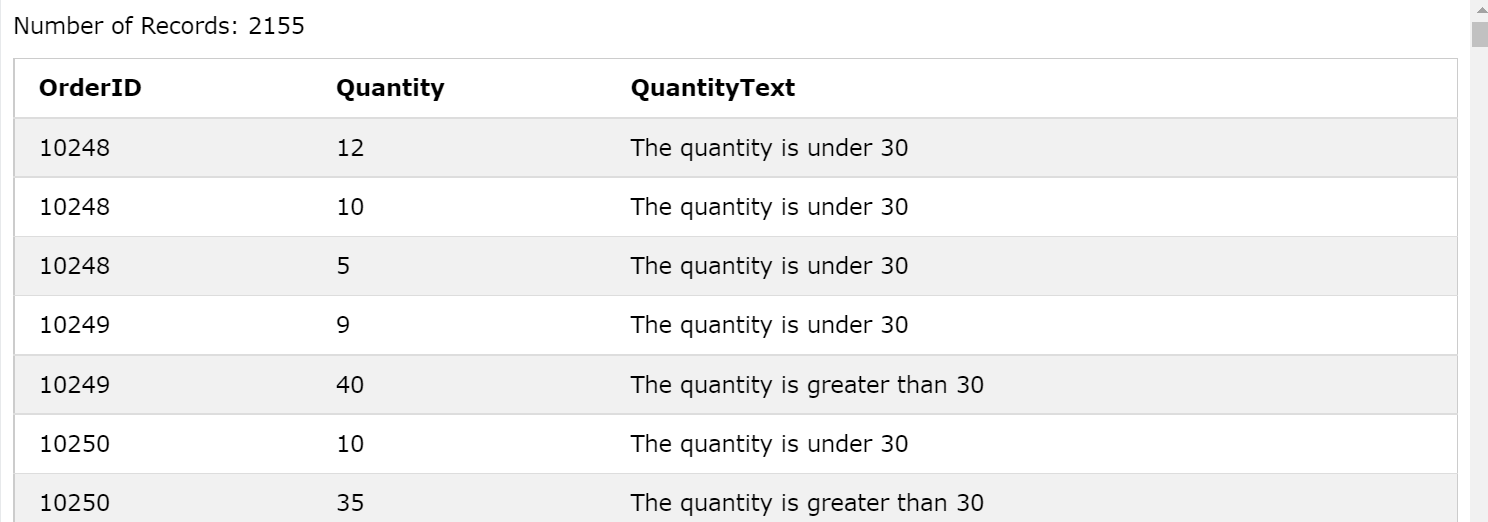 Number of Records: 2155
OrderID Quantity QuantityText
10248 12 The quantity is under 30
10248 10 The quantity is under 30
10248 5 The quantity is under 30
10249 9 The quantity is under 30
10249 40 The quantity is greater than 30
10250 10 The quantity is under 30
10250 35 The quantity is greater than 30